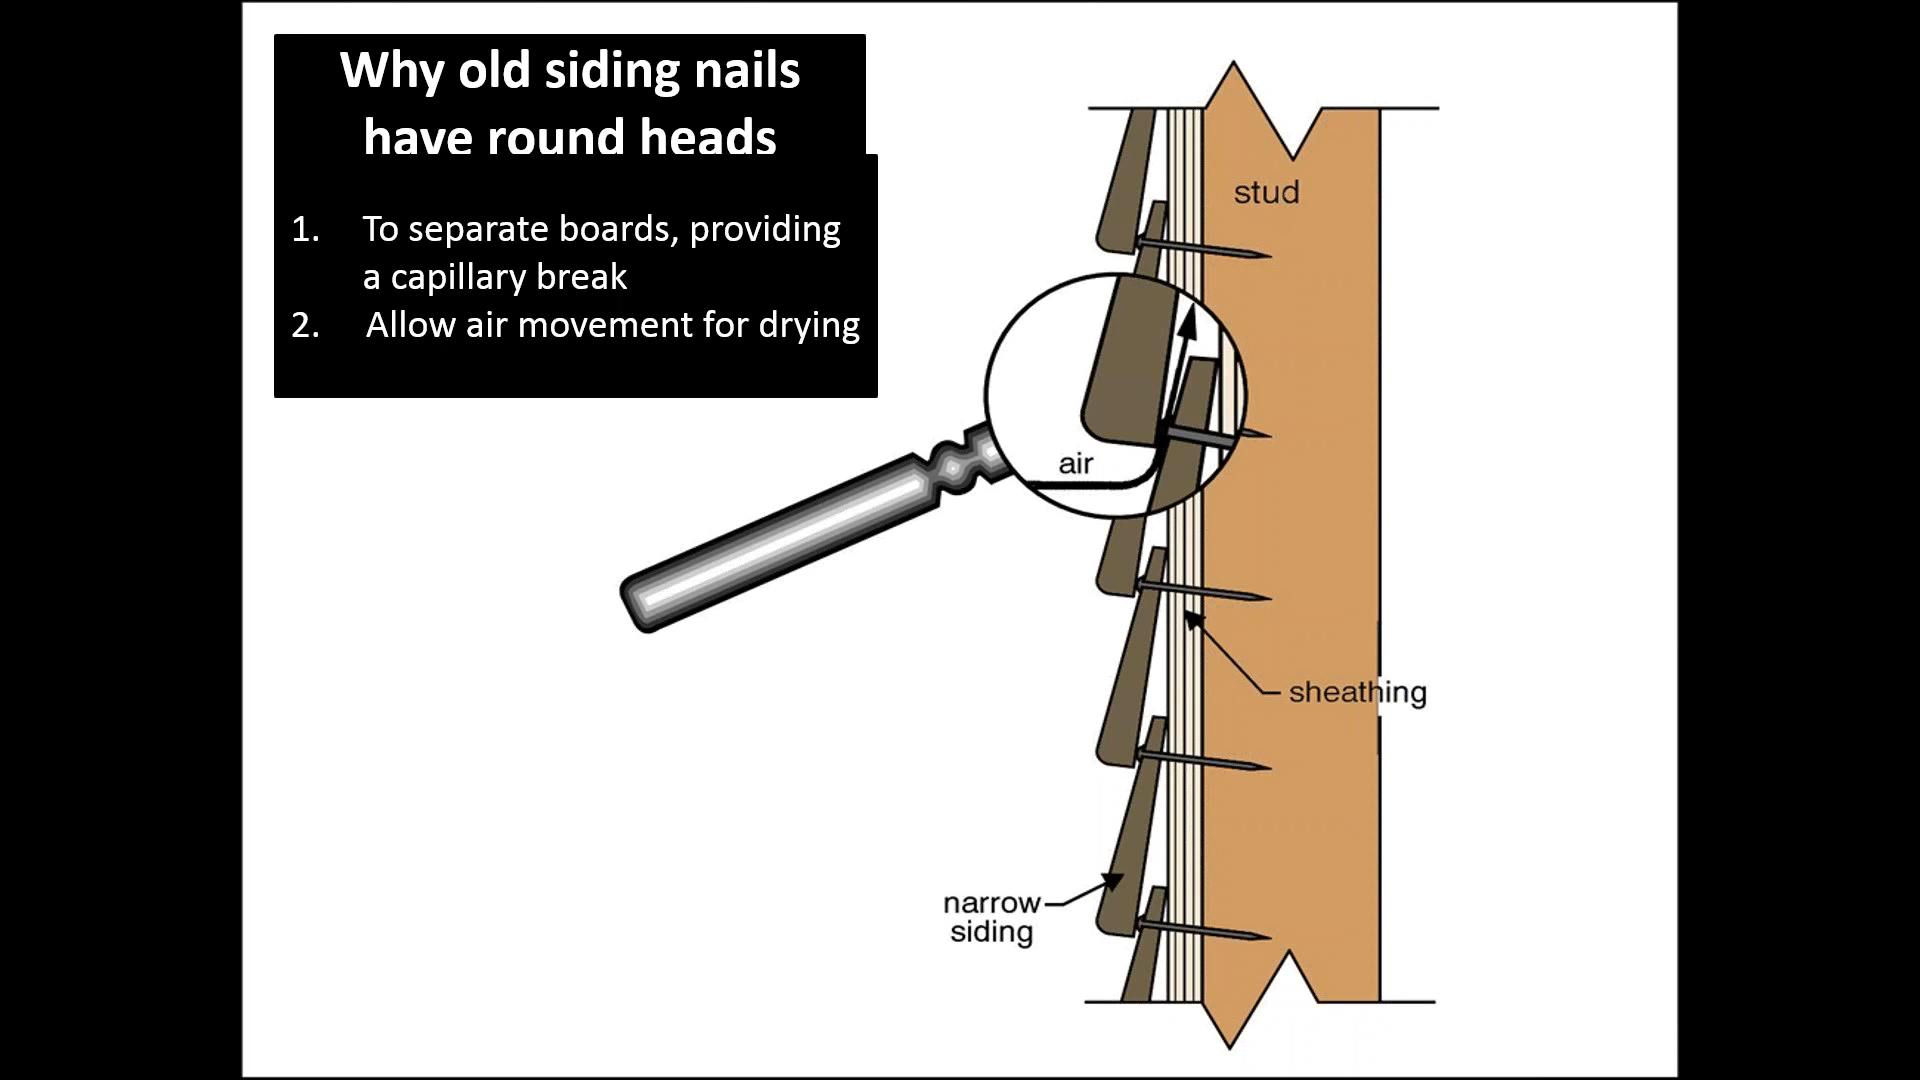 Why old siding nails
have round heads
1. To separate boards, providing
a capillary break
2. Allow air movement for drying
stud
air
sheathing
narrow
siding